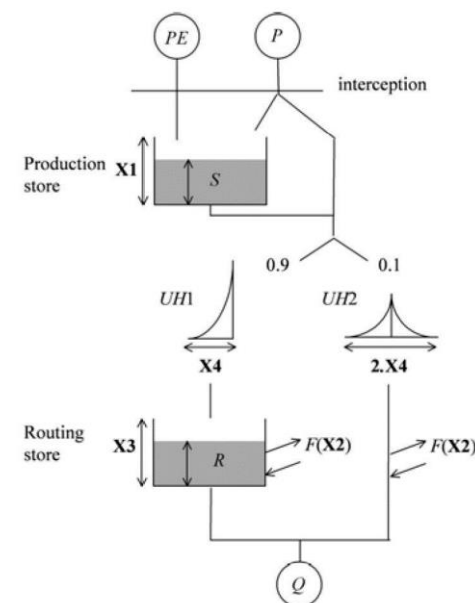 PE
P
interception
Production
store
X1
S
0.9
0.1
UH1
UH2
X4
2.X4
Routing
store
X3
R
F(X2)
F(X2)
Q